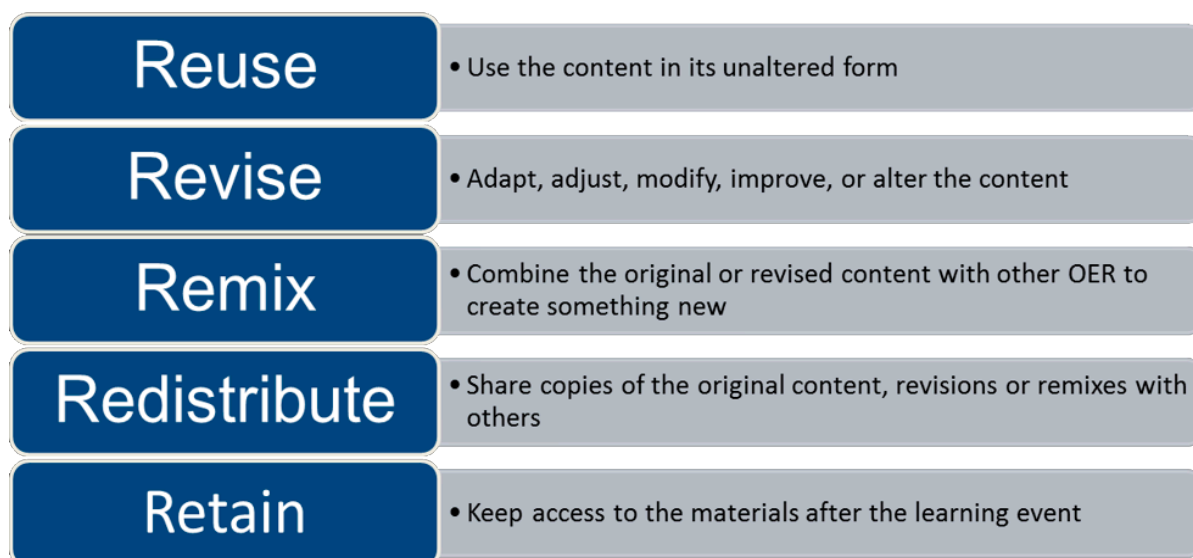 Reuse
• Use the content in its unaltered form
Revise
• Adapt, adjust, modify, improve, or alter the content
Remix
• Combine the original or revised content with other OER to
create something new
Redistribute
• Share copies of the original content, revisions or remixes with
others
Retain
• Keep access to the materials after the learning event